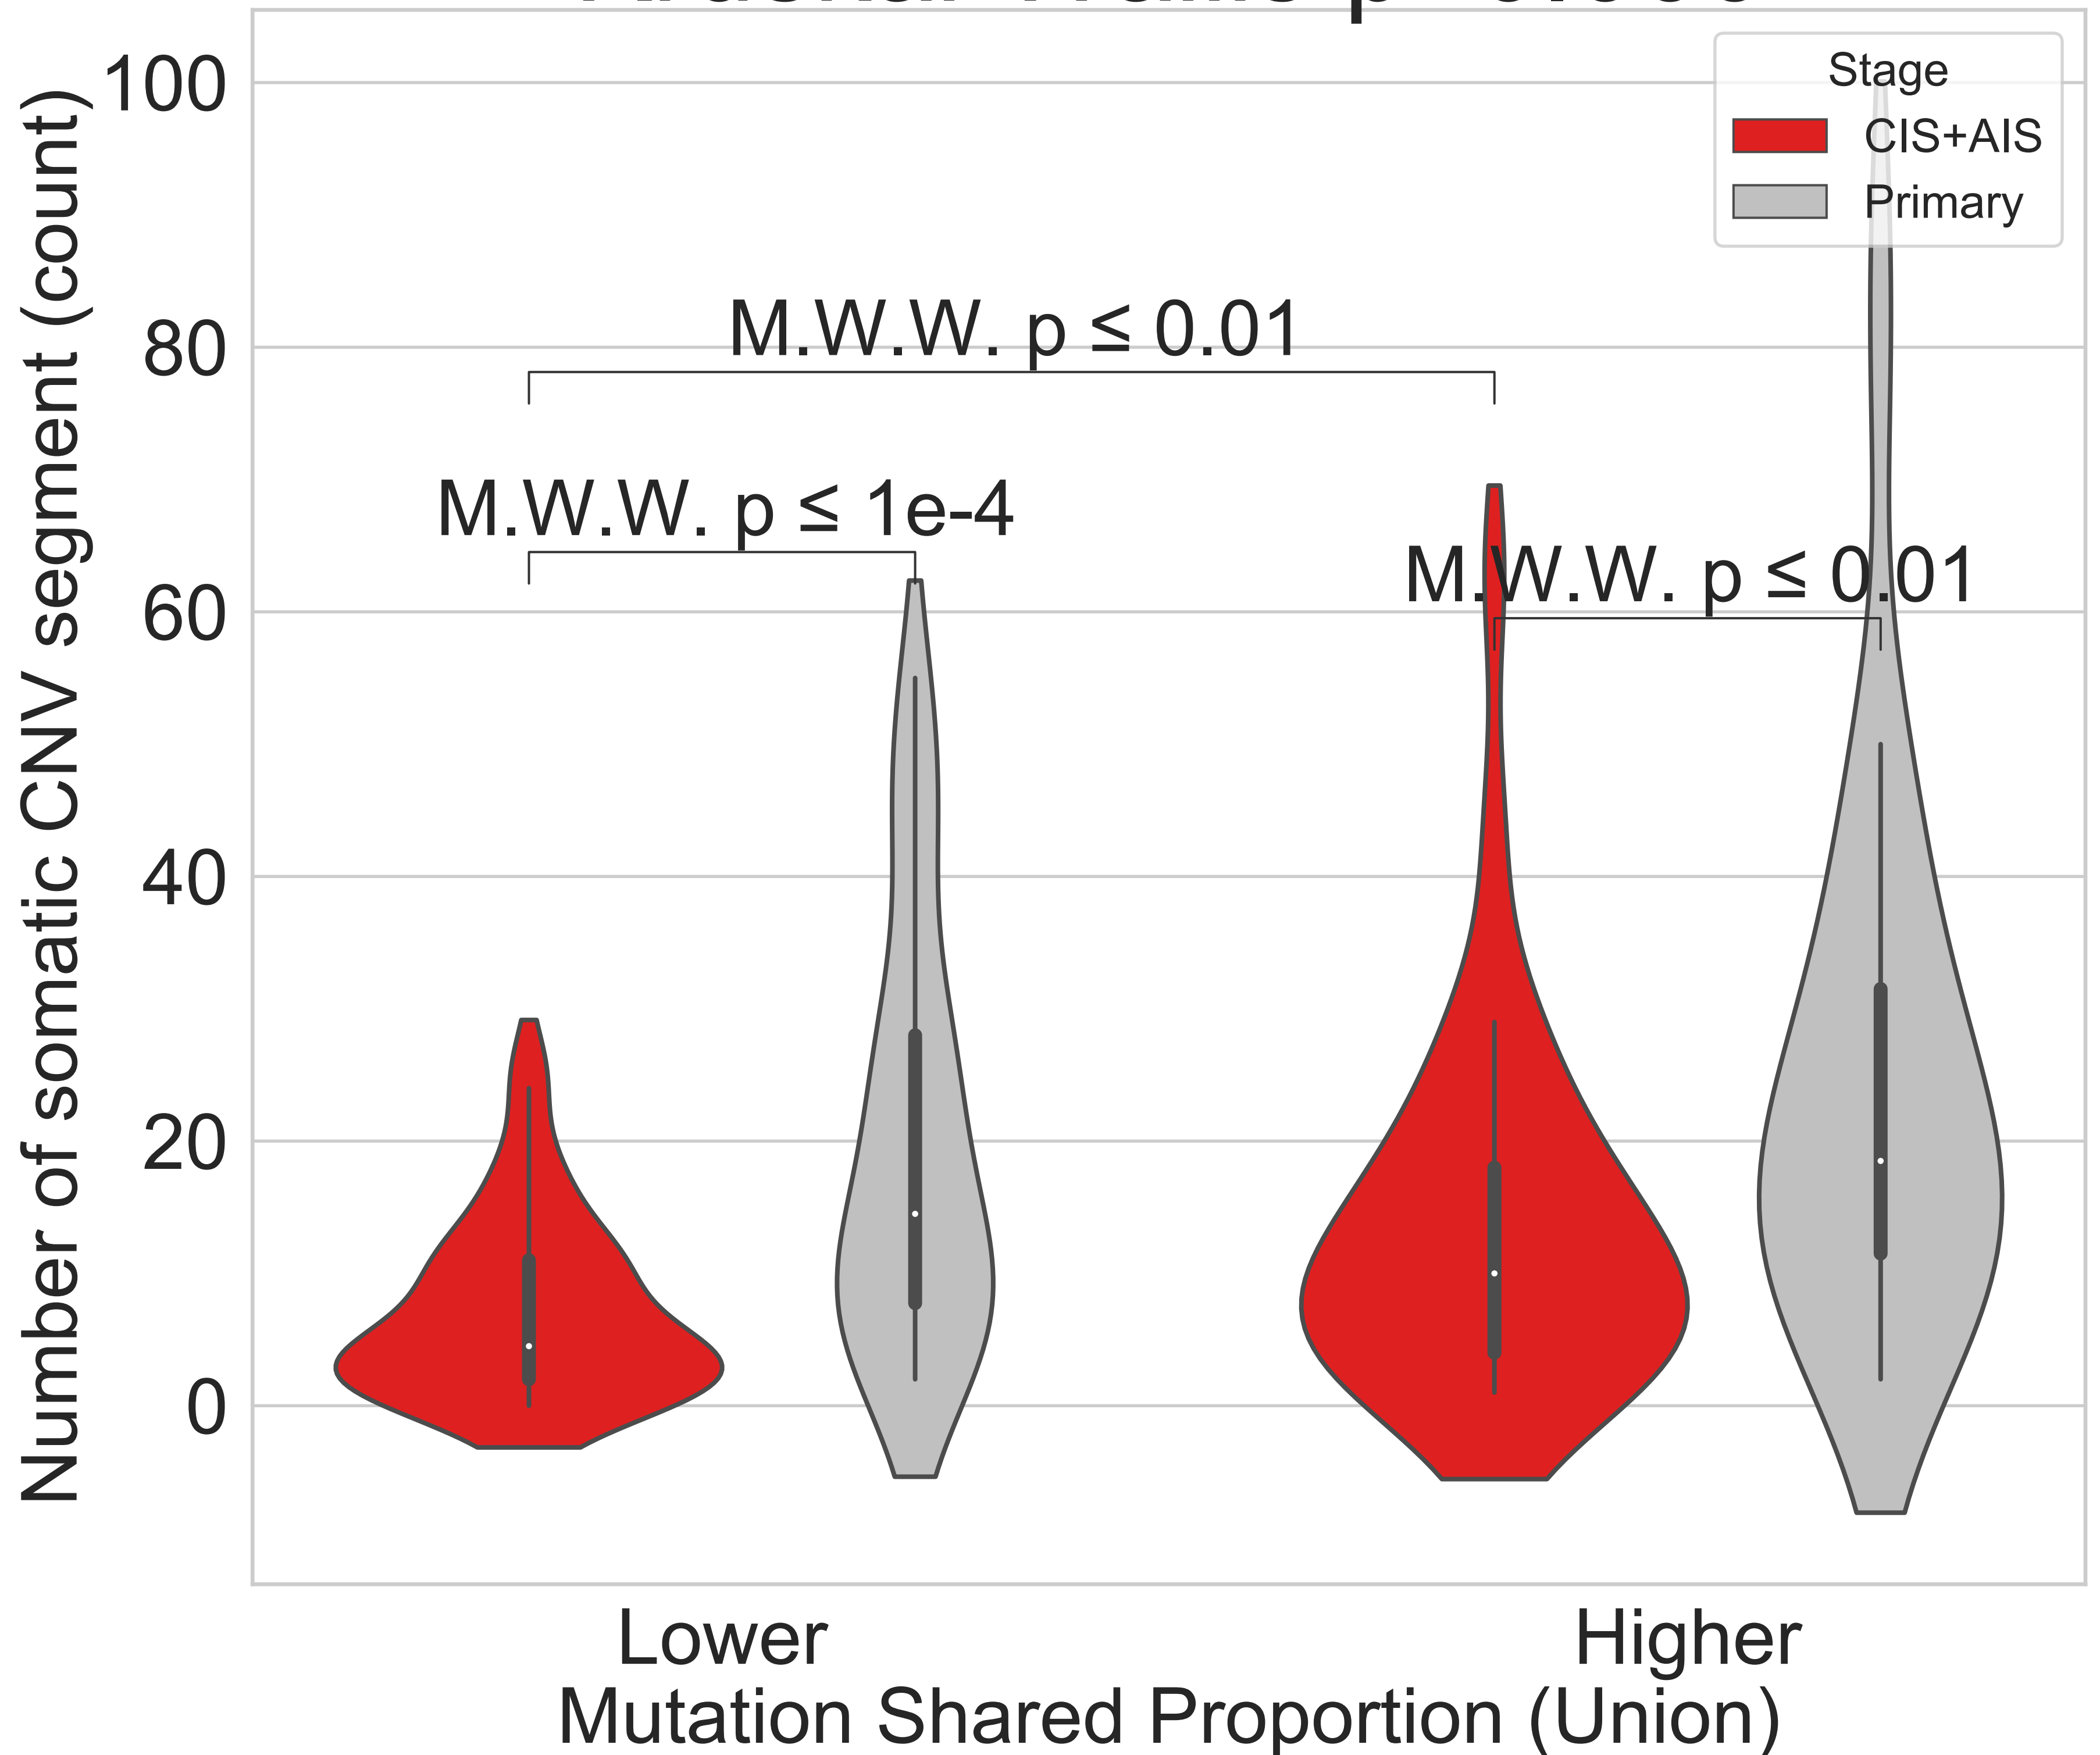 Stage
CIS+AIS
Primary
Number of somatic CNV segment (count)
100
80
60
40
20
0
M.W.W. p ≤ 0.01
M.W.W. p ≤ 1e-4
M.W.W. p ≤ 0.01
Lower
Higher
Mutation Shared Proportion (Union)